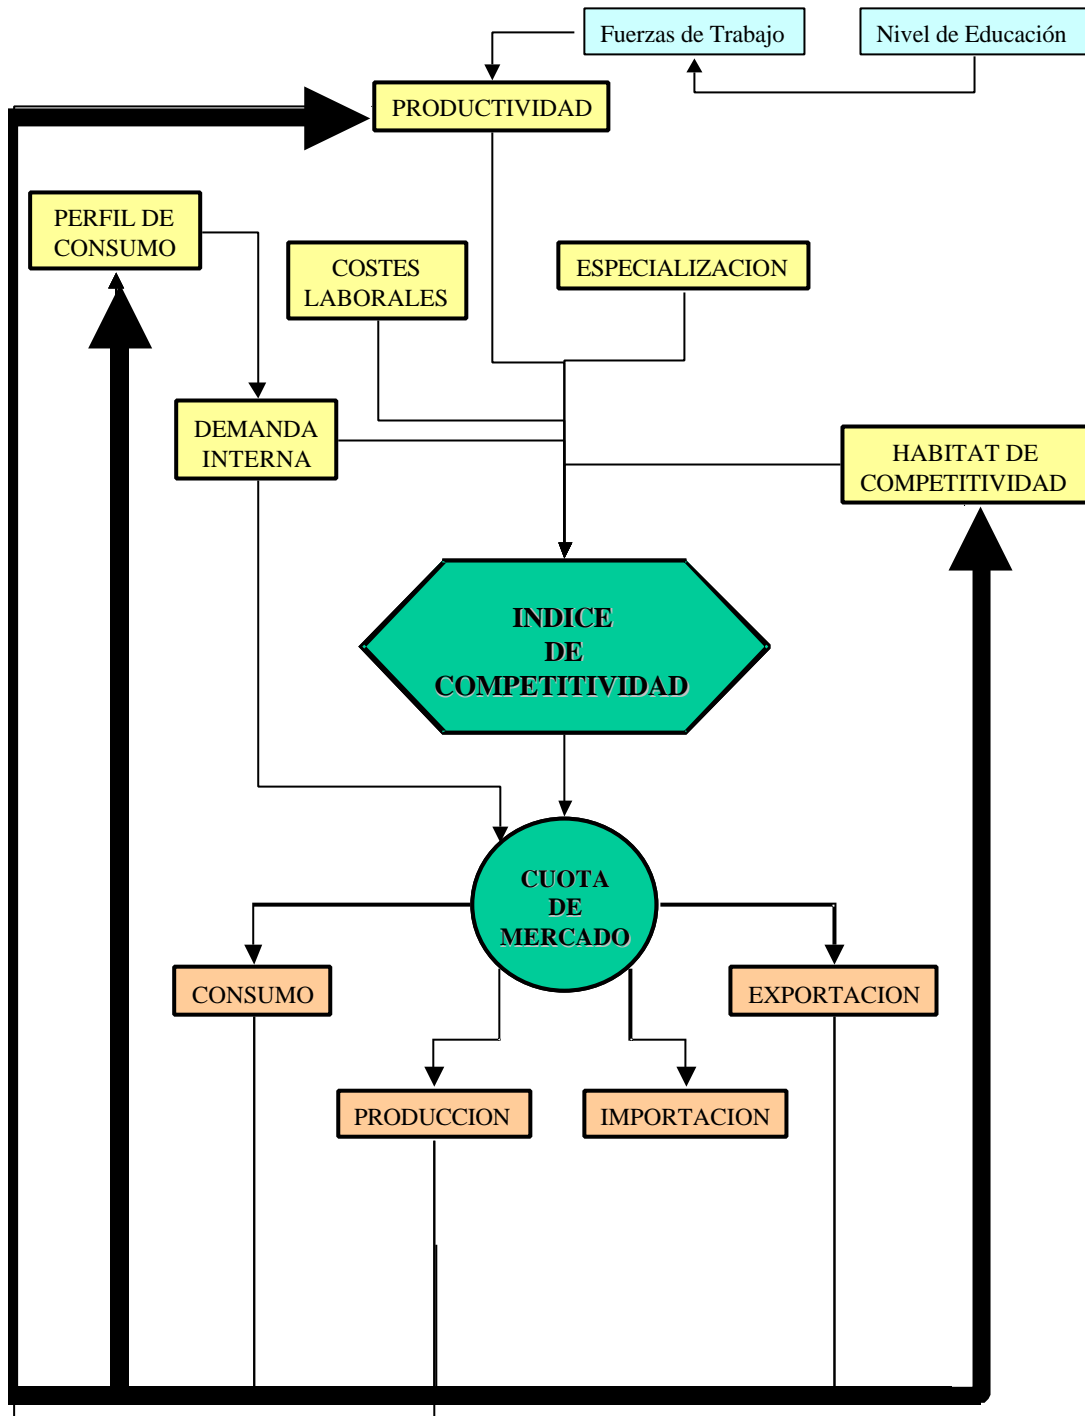 Fuerzas de Trabajo
Nivel de Educación
PRODUCTIVIDAD
PERFIL DE
CONSUMO
COSTES
LABORALES
ESPECIALIZACION
DEMANDA
INTERNA
HABITAT DE
COMPETITIVIDAD
INDICE
DE
COMPETITIVIDAD
CUOTA
DE
MERCADO
CONSUMO
EXPORTACION
PRODUCCION
IMPORTACION